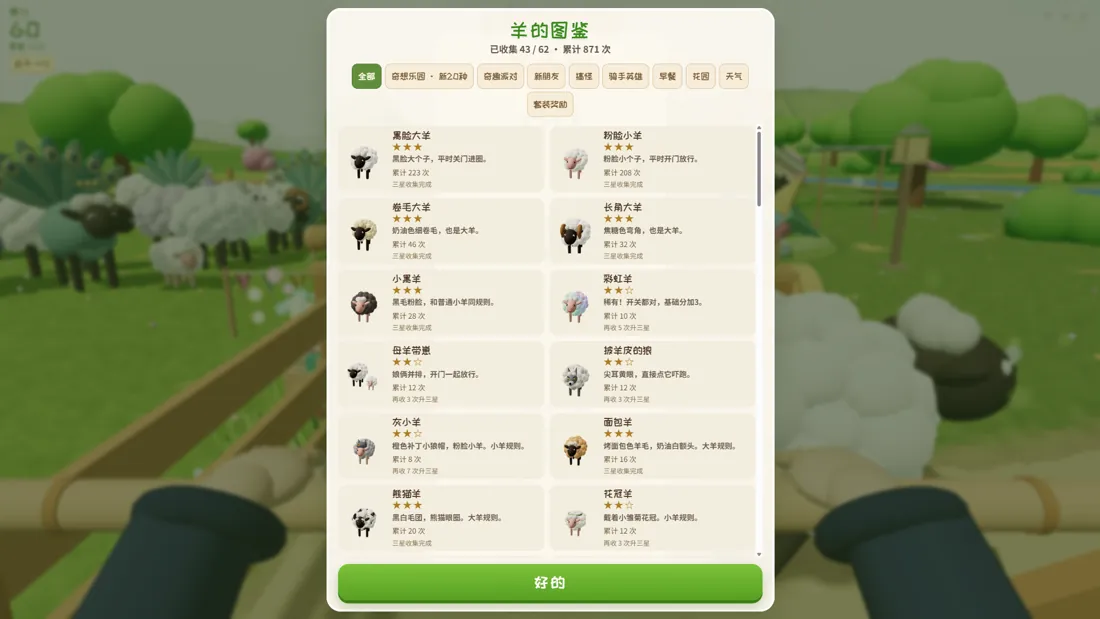 羊的图鉴
已收集 43 / 62 · 累计 871 次
全部
奇想乐园 · 新20种
奇趣派对
新朋友
搞怪
骑手英雄
早餐
花园
天气
套装奖励
黑脸大羊
★★★
黑脸大个子，平时关门进圈。
累计 223 次
三星收集完成
粉脸小羊
★★★
粉脸小个子，平时开门放行。
累计 208 次
三星收集完成
卷毛大羊
★★★
奶油色细卷毛，也是大羊。
累计 46 次
三星收集完成
长角大羊
★★★
焦糖色弯角，也是大羊。
累计 32 次
三星收集完成
小黑羊
★★★
黑毛粉脸，和普通小羊同规则。
累计 28 次
三星收集完成
彩虹羊
★★☆
稀有！开关都对，基础分加3。
累计 10 次
再收 5 次升三星
母羊带崽
★★☆
娘俩并排，开门一起放行。
累计 12 次
再收 3 次升三星
披羊皮的狼
★★☆
尖耳黄眼，直接点它吓跑。
累计 12 次
再收 3 次升三星
灰小羊
★★☆
橙色补丁小狼帽，粉脸小羊。小羊规则。
累计 8 次
再收 7 次升三星
面包羊
★★★
烤面包色羊毛，奶油白额头。大羊规则。
累计 16 次
三星收集完成
熊猫羊
★★★
黑白毛团，熊猫眼圈。大羊规则。
累计 20 次
三星收集完成
花冠羊
★★☆
戴着小雏菊花冠。小羊规则。
累计 12 次
再收 3 次升三星
好的